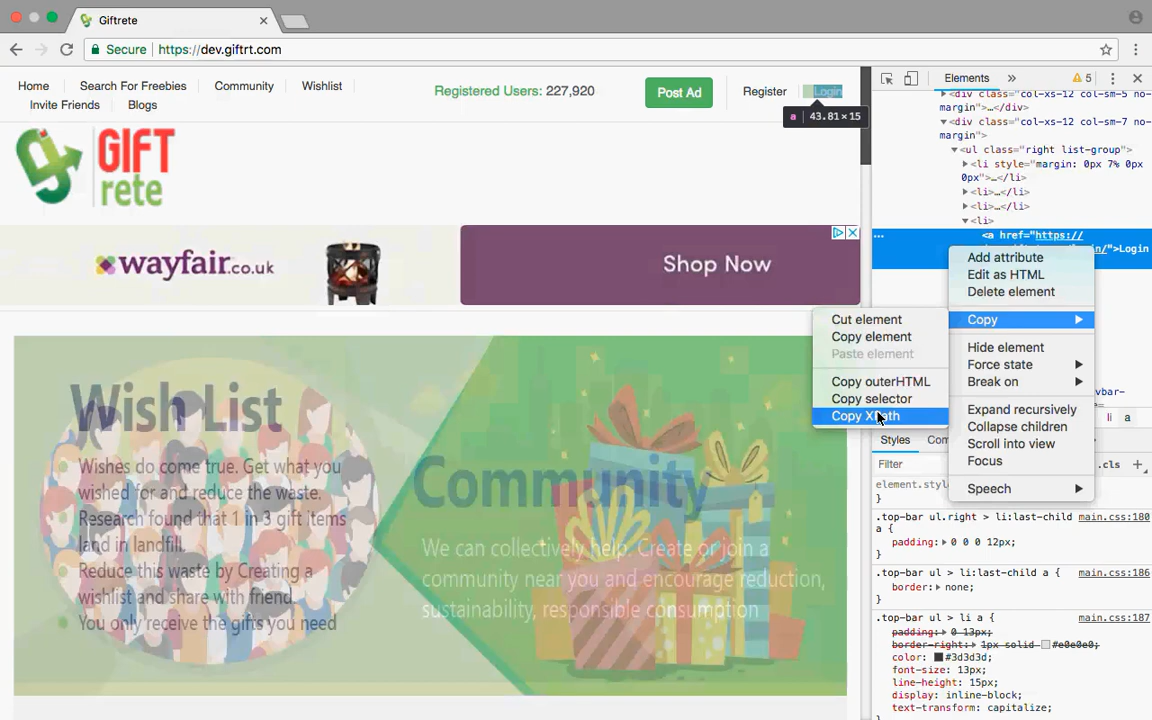 Giftrete
Secure
https://dev.giftrt.com
Home
Search For Freebies
Community
Wishlist
Invite Friends
Blogs
Registered Users: 227,920
Post Ad
Register
Login
a 43.81×15
GIFT
rete
wayfair.co.uk
Shop Now
Wish List
Wishes do come true. Get what you
wished for and reduce the waste.
Research found that 1 in 3 gift items
land in landfill.
Reduce this waste by Creating a
wishlist and share with friend.
You only receive the gifts you need
Community
We can collectively help. Create or join a
community near you and encourage reduction,
sustainability, responsible consumption
Elements
»
5
<div class="col-xs-12 col-sm-5 no-
margin">…</div>
<div class="col-xs-12 col-sm-7 no-
margin">
<ul class="right list-group">
<li style="margin: 0px 7% 0px
0px">…</li>
<li>…</li>
<li>…</li>
<li>
<a href="https://
login/">Login
Add attribute
Edit as HTML
Delete element
Copy
Hide element
Force state
Break on
Expand recursively
Collapse children
Scroll into view
Focus
Speech
Cut element
Copy element
Paste element
Copy outerHTML
Copy selector
Copy XPath
li
a
Styles
Com
Filter
.cls
+
element.style
}
.top-bar ul.right > li:last-child
main.css:180
a {
padding: 0 0 0 12px;
}
.top-bar ul > li:last-child a {
main.css:186
border: none;
}
.top-bar ul > li a {
main.css:187
padding: 0 13px;
border-right: 1px solid #e0e0e0;
color: #3d3d3d;
font-size: 13px;
line-height: 15px;
display: inline-block;
text-transform: capitalize;